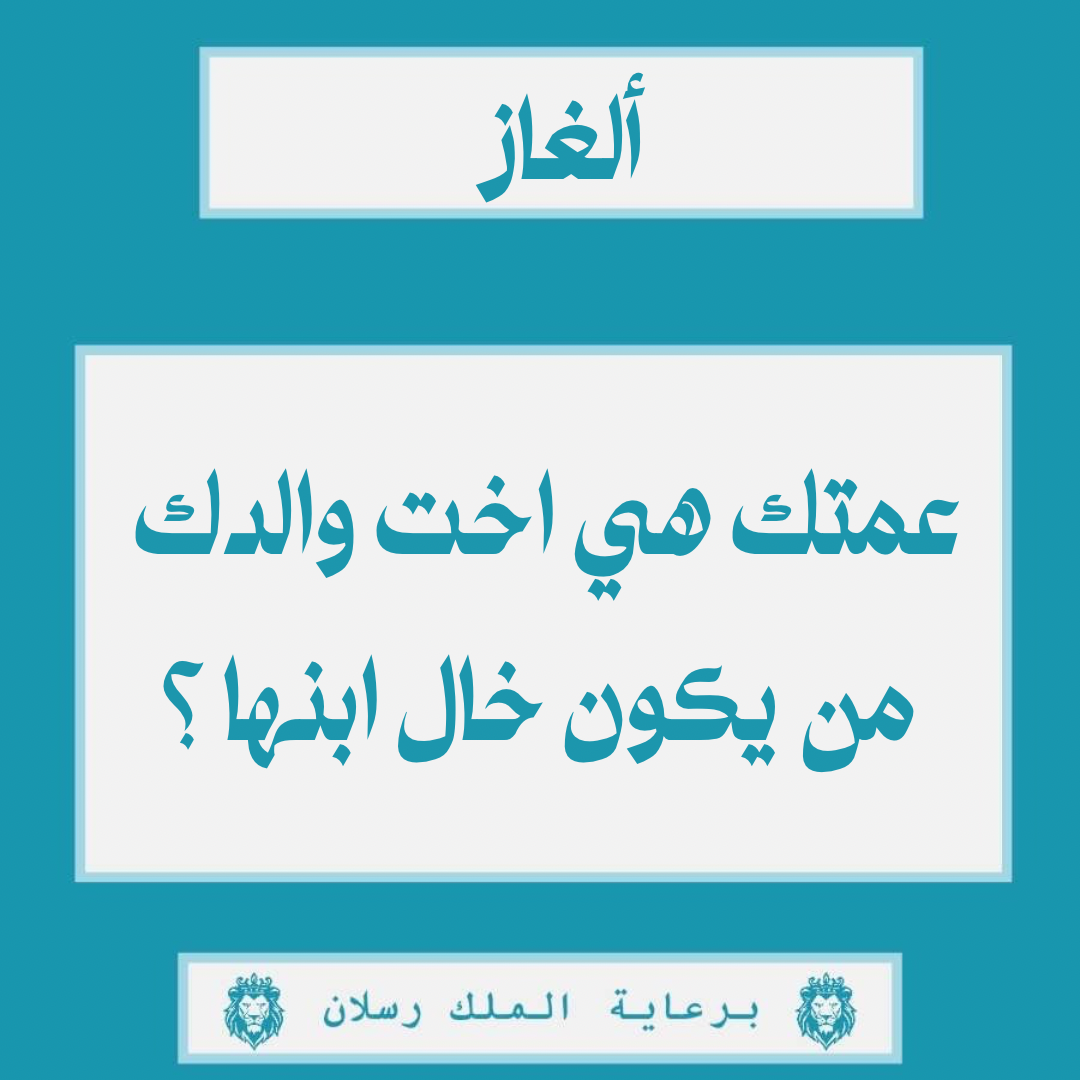 ألغاز
عمتك هي اخت والدك
من يكون خال ابنها ؟
برعاية الملك رسلان